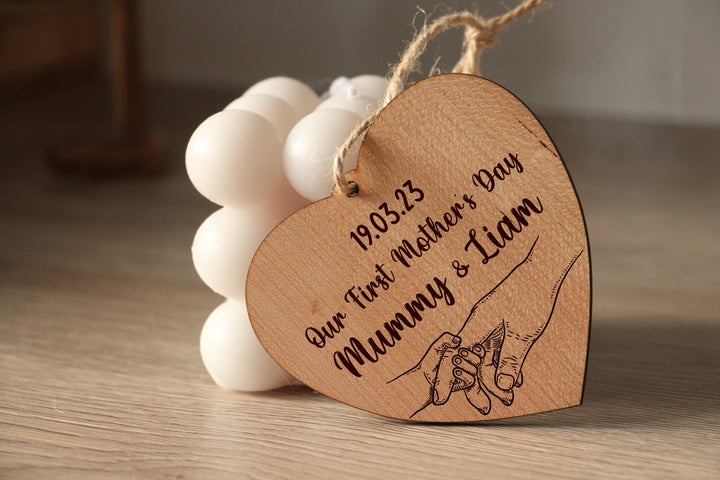 19.03.23
Our First Mother's Day
Mummy & Liam